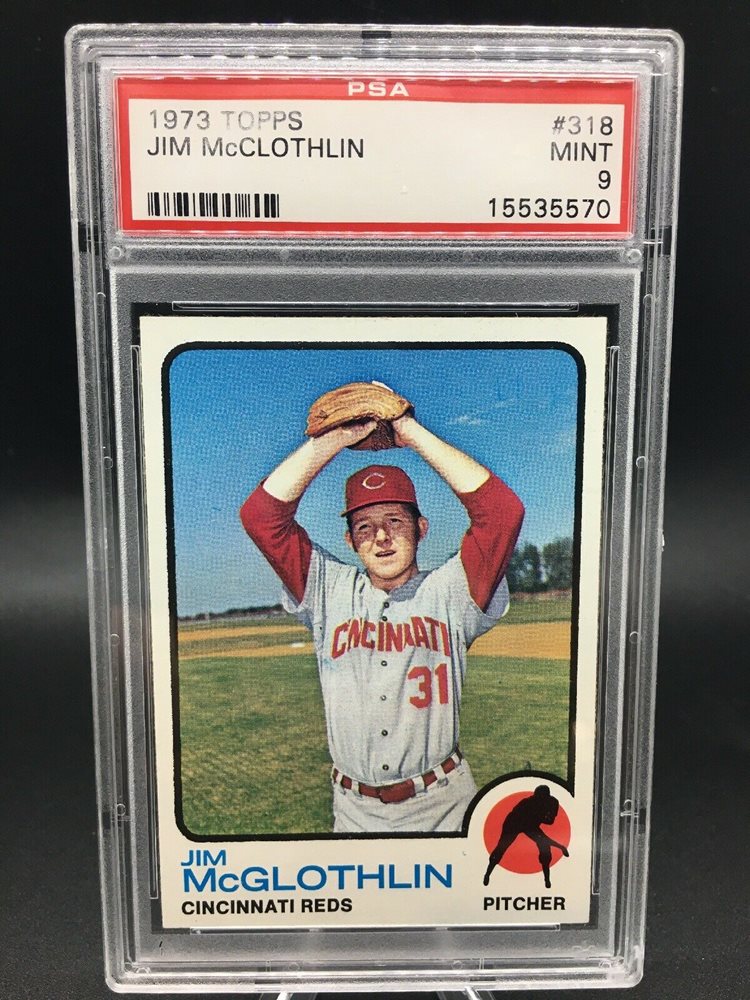 PSA
1973 TOPPS #318
JIM McCLOTHLIN MINT
9
15535570
C
CINCINNATI
31
JIM
McGLOTHLIN
CINCINNATI REDS PITCHER